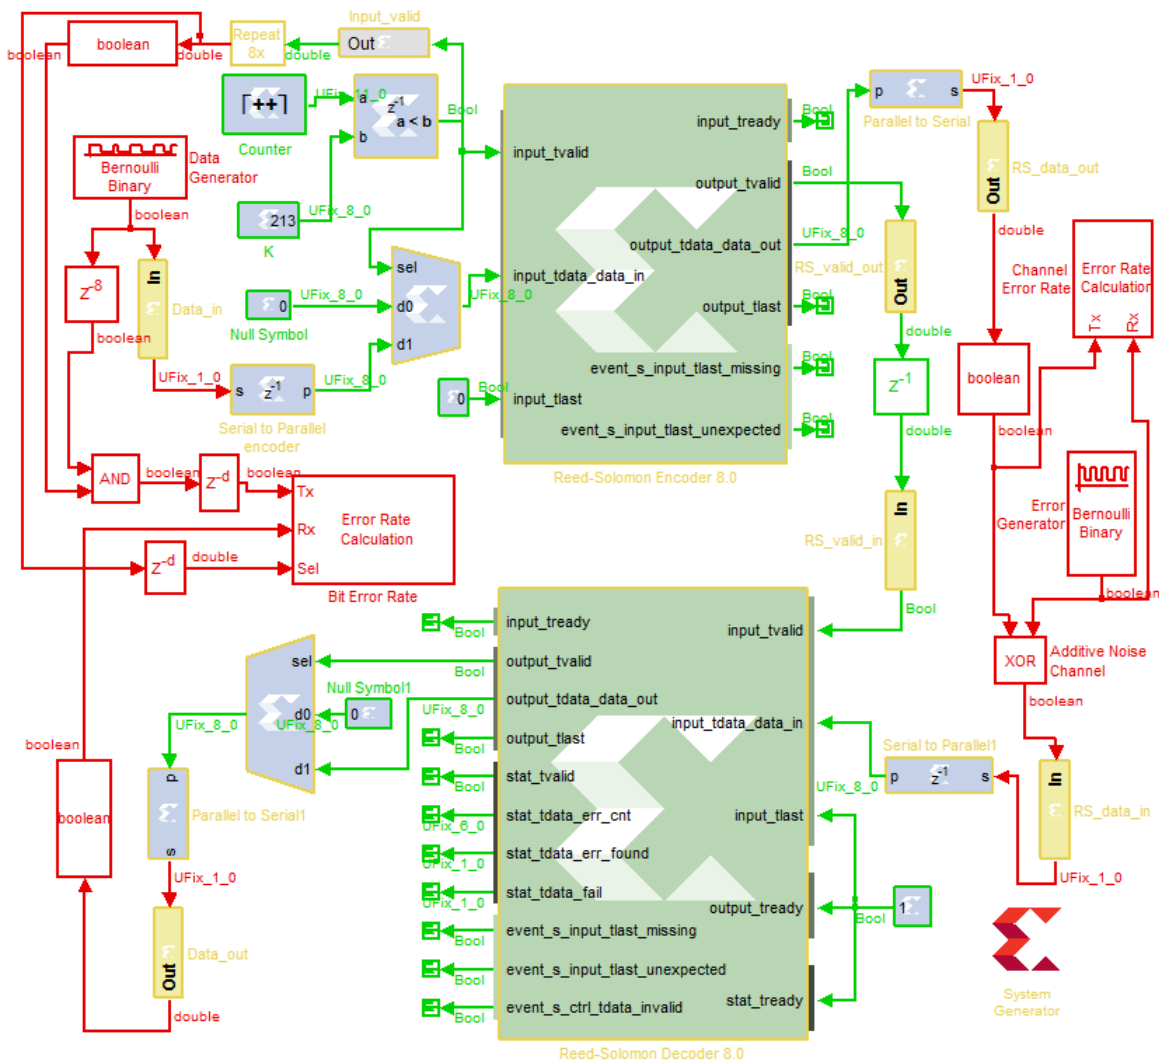 Input_valid
boolean
boolean
double
Repeat
8x
double
Out
UFix_11_0
a
z-1
a < b
b
Bool
++
Counter
213
K
UFix_8_0
Bernoulli
Binary
Data
Generator
boolean
z-8
boolean
In
Data_in
UFix_1_0
s
z-1
p
Serial to Parallel
encoder
UFix_8_0
0
Null Symbol
UFix_8_0
sel
d0
d1
UFix_8_0
0
Bool
input_tvalid
input_tdata_data_in
input_tlast
input_tready
output_tvalid
output_tdata_data_out
output_tlast
event_s_input_tlast_missing
event_s_input_tlast_unexpected
Reed-Solomon Encoder 8.0
Bool
Bool
UFix_8_0
Bool
Bool
Bool
p
s
Parallel to Serial
UFix_1_0
Out
RS_data_out
double
RS_valid_out
Out
double
z-1
double
In
RS_valid_in
Bool
boolean
boolean
Channel
Error Rate
Error Rate
Calculation
Tx
Rx
Error
Generator
Bernoulli
Binary
boolean
boolean
XOR
Additive Noise
Channel
boolean
In
RS_data_in
UFix_1_0
Serial to Parallel1
p
z-1
s
UFix_8_0
AND
boolean
z-d
boolean
Tx
Rx
Sel
Error Rate
Calculation
Bit Error Rate
z-d
double
input_tready
output_tvalid
output_tdata_data_out
output_tlast
stat_tvalid
stat_tdata_err_cnt
stat_tdata_err_found
stat_tdata_fail
event_s_input_tlast_missing
event_s_input_tlast_unexpected
event_s_ctrl_tdata_invalid
input_tvalid
input_tdata_data_in
input_tlast
output_tready
stat_tready
Reed-Solomon Decoder 8.0
Bool
Bool
UFix_8_0
Bool
Bool
UFix_6_0
UFix_1_0
UFix_1_0
Bool
Bool
Bool
1
Bool
sel
d0
d1
Null Symbol1
0
UFix_8_0
UFix_8_0
p
s
Parallel to Serial1
UFix_1_0
Out
Data_out
double
boolean
boolean
System
Generator